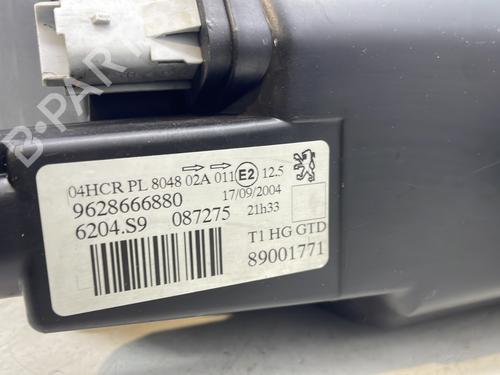 B-PARTS
04HCR PL 8048 02A 011 E2 12.5
9628666880 17/09/2004
6204.S9 087275 21h33
T1 HG GTD
89001771